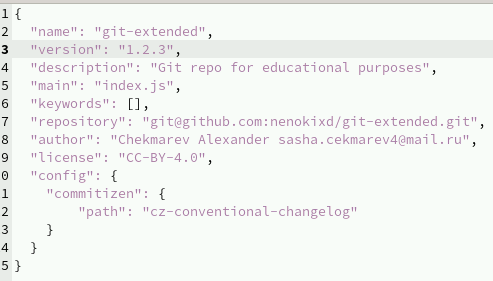 1 {
2   "name": "git-extended",
3   "version": "1.2.3",
4   "description": "Git repo for educational purposes",
5   "main": "index.js",
6   "keywords": [],
7   "repository": "git@github.com:nenokixd/git-extended.git",
8   "author": "Chekmarev Alexander sasha.cekmarev4@mail.ru",
9   "license": "CC-BY-4.0",
0   "config": {
1     "commitizen": {
2         "path": "cz-conventional-changelog"
3     }
4   }
5 }